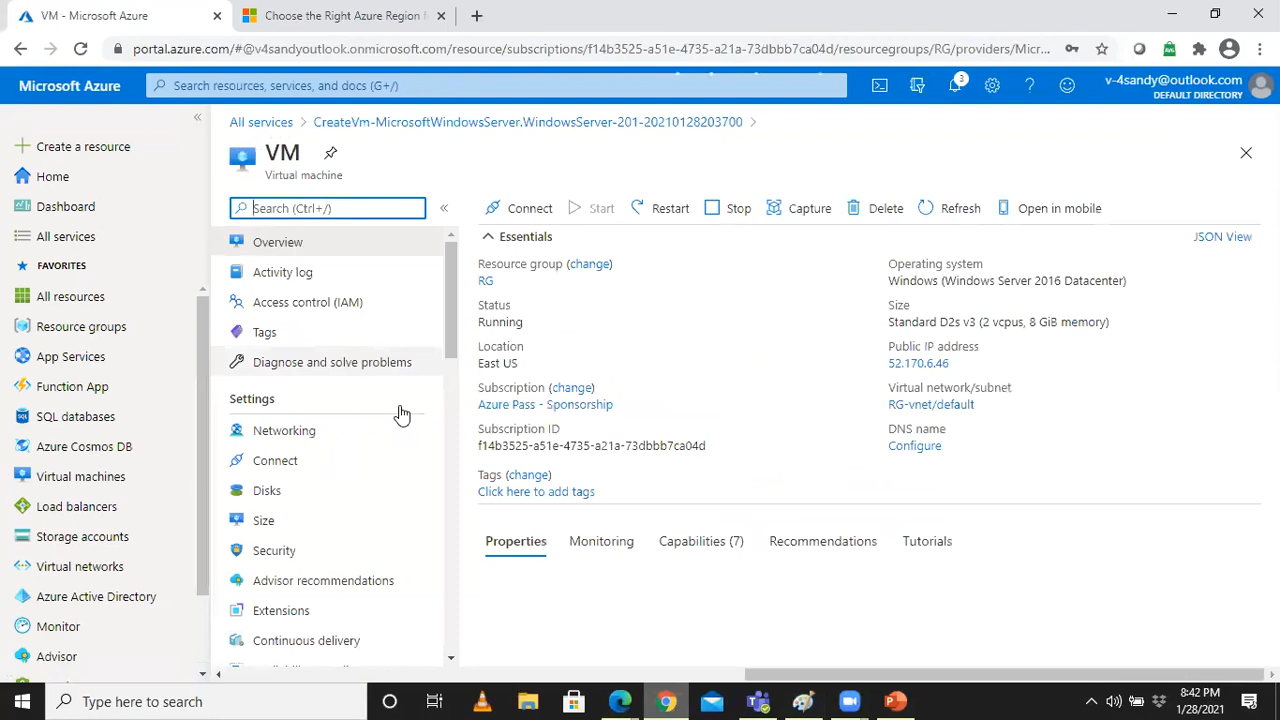 VM - Microsoft Azure
Choose the Right Azure Region f
portal.azure.com/#@v4sandyoutlook.onmicrosoft.com/resource/subscriptions/f14b3525-a51e-4735-a21a-73dbbb7ca04d/resourcegroups/RG/providers/Micr...
Microsoft Azure
Search resources, services, and docs (G+/)
3
v-4sandy@outlook.com
DEFAULT DIRECTORY
Create a resource
Home
Dashboard
All services
FAVORITES
All resources
Resource groups
App Services
Function App
SQL databases
Azure Cosmos DB
Virtual machines
Load balancers
Storage accounts
Virtual networks
Azure Active Directory
Monitor
Advisor
All services > CreateVm-MicrosoftWindowsServer.WindowsServer-201-20210128203700 >
VM
Virtual machine
Search (Ctrl+/)
Overview
Activity log
Access control (IAM)
Tags
Diagnose and solve problems
Settings
Networking
Connect
Disks
Size
Security
Advisor recommendations
Extensions
Continuous delivery
Connect Start Restart Stop Capture Delete Refresh Open in mobile
Essentials
JSON View
Resource group (change)
RG
Status
Running
Location
East US
Subscription (change)
Azure Pass - Sponsorship
Subscription ID
f14b3525-a51e-4735-a21a-73dbbb7ca04d
Tags (change)
Click here to add tags
Operating system
Windows (Windows Server 2016 Datacenter)
Size
Standard D2s v3 (2 vcpus, 8 GiB memory)
Public IP address
52.170.6.46
Virtual network/subnet
RG-vnet/default
DNS name
Configure
Properties Monitoring Capabilities (7) Recommendations Tutorials
Type here to search
8:42 PM
1/28/2021